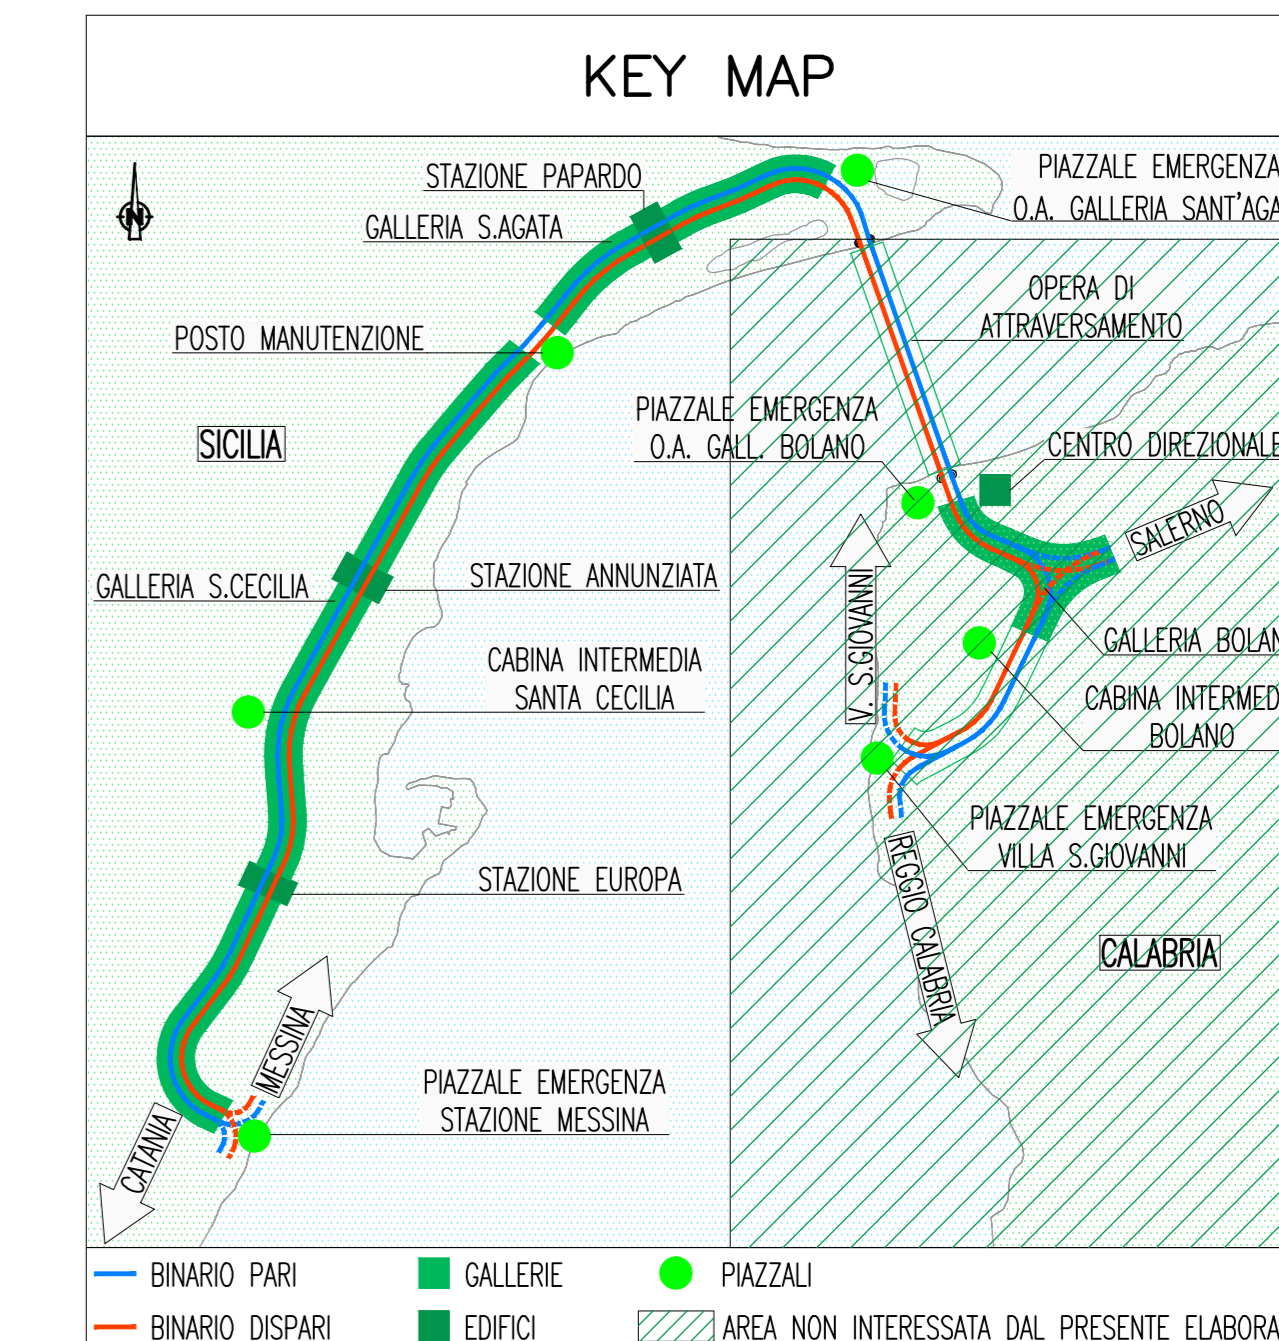 KEY MAP
N
STAZIONE PAPARDO
GALLERIA S.AGATA
PIAZZALE EMERGENZA
O.A. GALLERIA SANT'AGA
OPERA DI
ATTRAVERSAMENTO
POSTO MANUTENZIONE
SICILIA
PIAZZALE EMERGENZA
O.A. GALL. BOLANO
CENTRO DIREZIONALE
SALERNO
GALLERIA S.CECILIA
STAZIONE ANNUNZIATA
V. S.GIOVANNI
GALLERIA BOLAN
CABINA INTERMEDIA
SANTA CECILIA
CABINA INTERMED
BOLANO
PIAZZALE EMERGENZA
VILLA S.GIOVANNI
STAZIONE EUROPA
REGGIO CALABRIA
CALABRIA
MESSINA
CATANIA
PIAZZALE EMERGENZA
STAZIONE MESSINA
BINARIO PARI
GALLERIE
PIAZZALI
BINARIO DISPARI
EDIFICI
AREA NON INTERESSATA DAL PRESENTE ELABORA